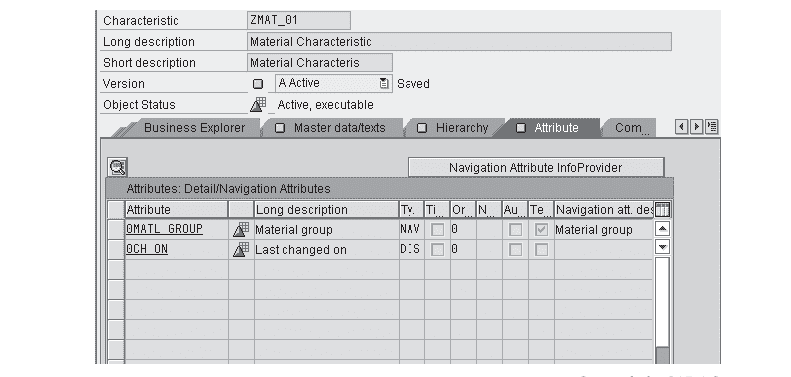 Characteristic ZMAT_01
Long description Material Characteristic
Short description Material Characteris
Version A Active Saved
Object Status Active, executable
Business Explorer Master data/texts Hierarchy Attribute Com...
Navigation Attribute InfoProvider
Attributes: Detail/Navigation Attributes
Attribute Long description Ty. Ti... Or... N... Au... Te... Navigation att. des
0MATL_GROUP Material group NAV 0 Material group
0CH_ON Last changed on DIS 0